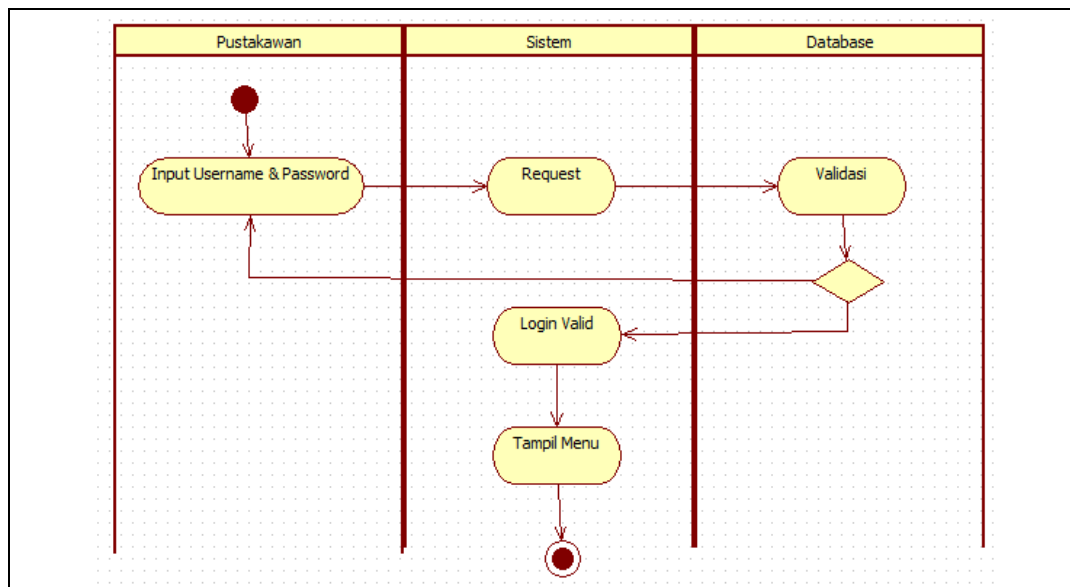 Pustakawan
Sistem
Database
Input Username & Password
Request
Validasi
Login Valid
Tampil Menu